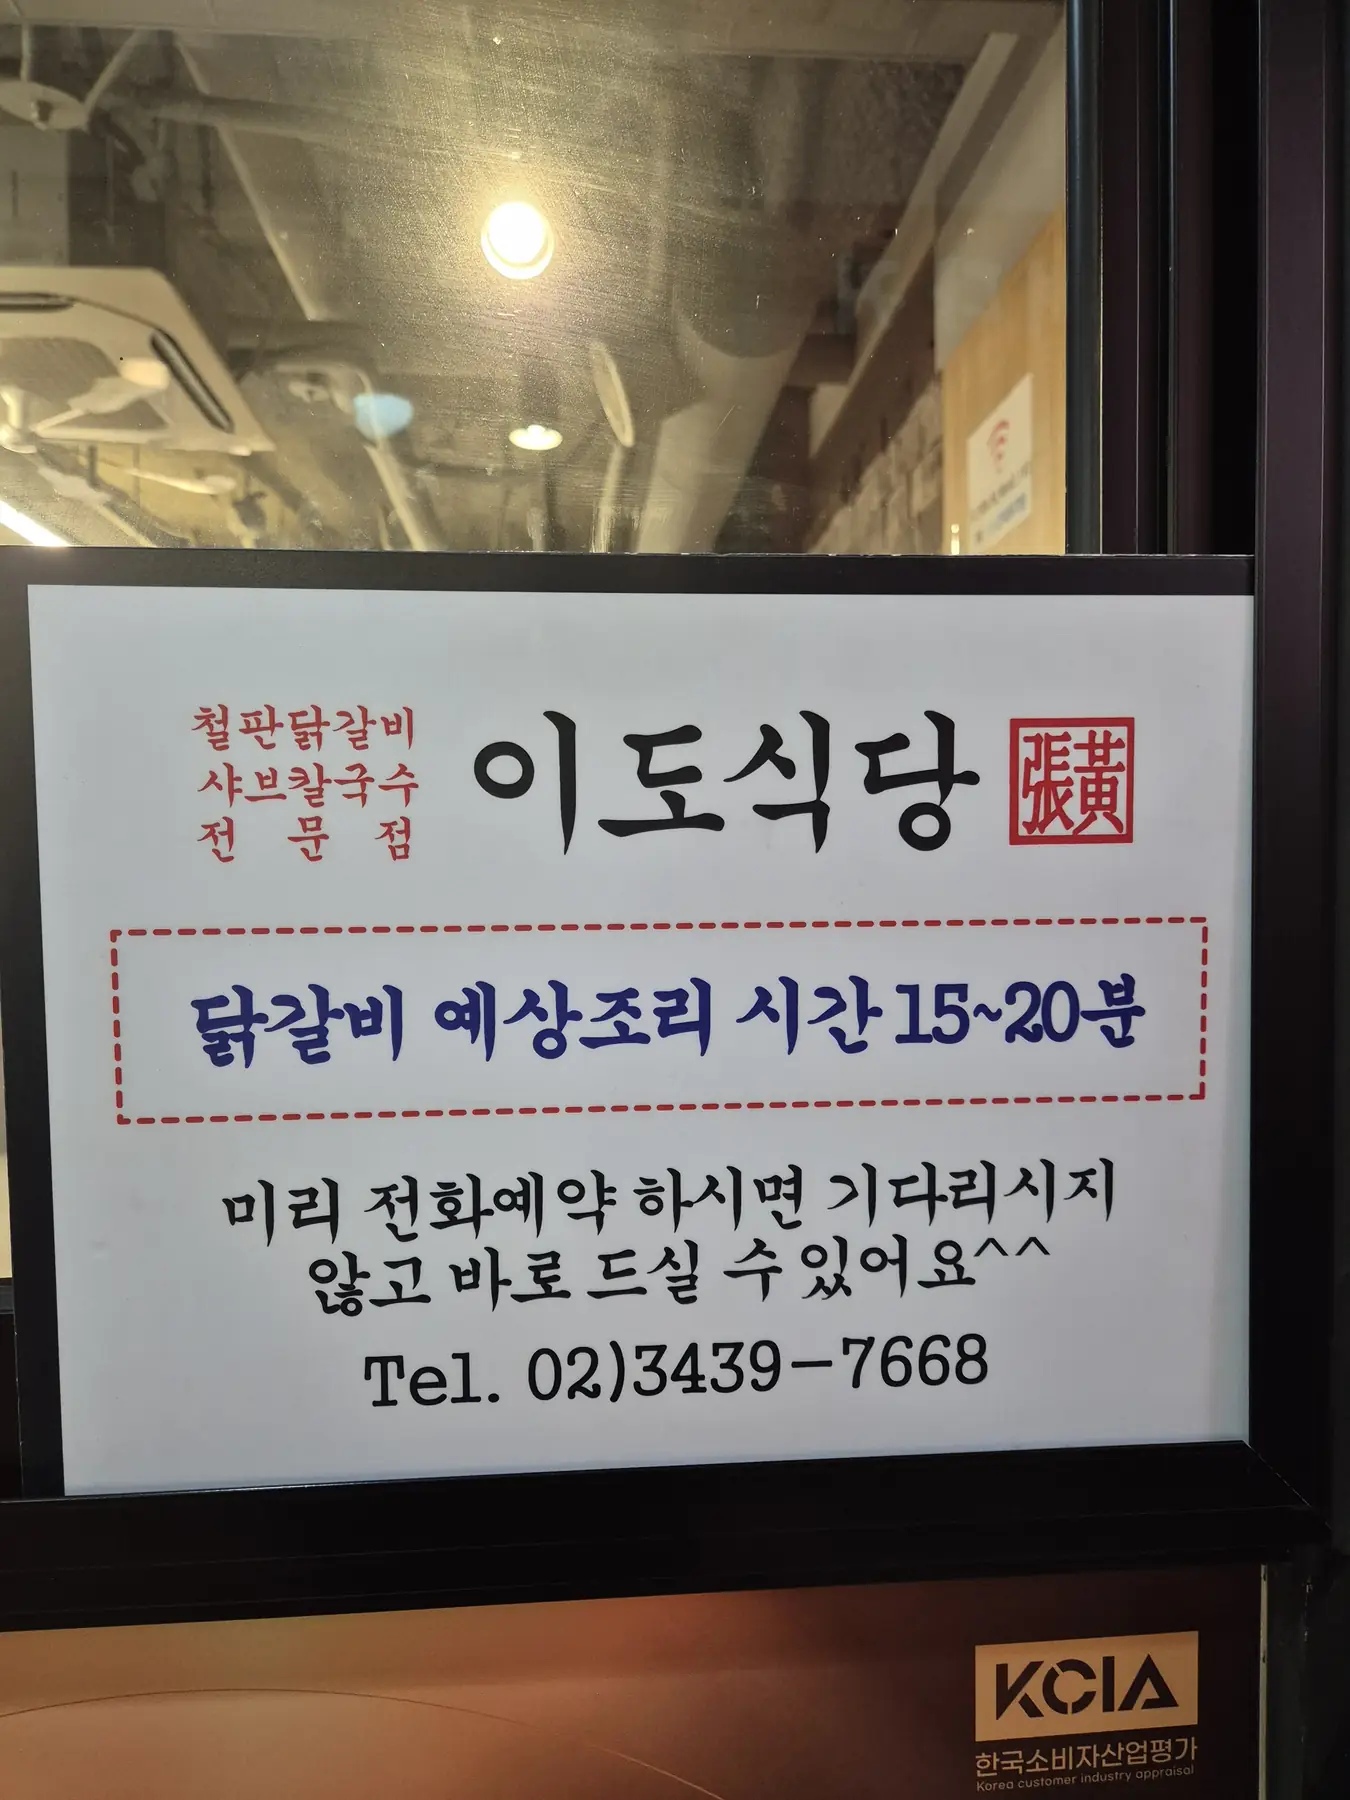 철판닭갈비
샤브칼국수
전 문 점
이도식당
張黃
닭갈비 예상조리 시간 15~20분
미리 전화예약 하시면 기다리시지
않고 바로 드실 수 있어요^^
Tel. 02)3439-7668
KCIA
한국소비자산업평가
Korea customer industry appraisal